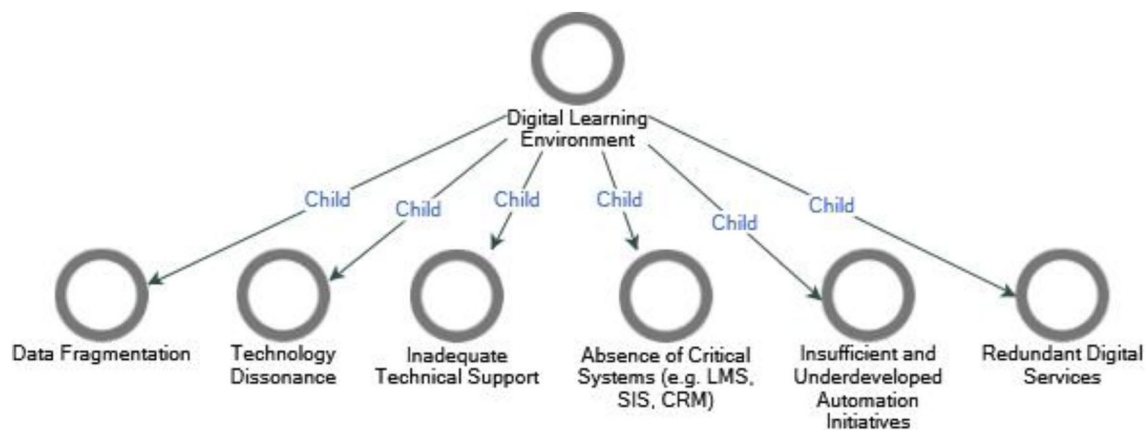 Digital Learning
Environment
Child
Child
Child
Child
Child
Child
Data Fragmentation
Technology
Dissonance
Inadequate
Technical Support
Absence of Critical
Systems (e.g. LMS,
SIS, CRM)
Insufficient and
Underdeveloped
Automation
Initiatives
Redundant Digital
Services